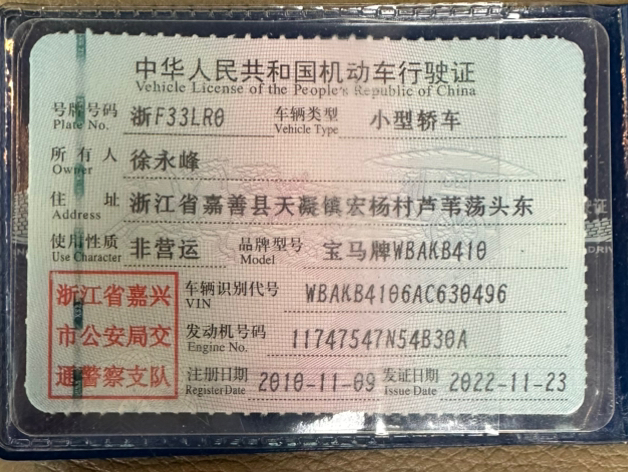 中华人民共和国机动车行驶证
Vehicle License of the People's Republic of China
号牌号码 浙F33LR0 车辆类型 小型轿车
Plate No. Vehicle Type
所有人 徐永峰
Owner
住址 浙江省嘉善县天凝镇宏杨村芦苇荡头东
Address
使用性质 非营运 品牌型号 宝马牌WBAKB410
Use Character Model
浙江省嘉兴 车辆识别代号 WBAKB4106AC630496
VIN
市公安局交 发动机号码 11747547N54B30A
Engine No.
通警察支队 注册日期 2010-11-09 发证日期 2022-11-23
Register Date Issue Date